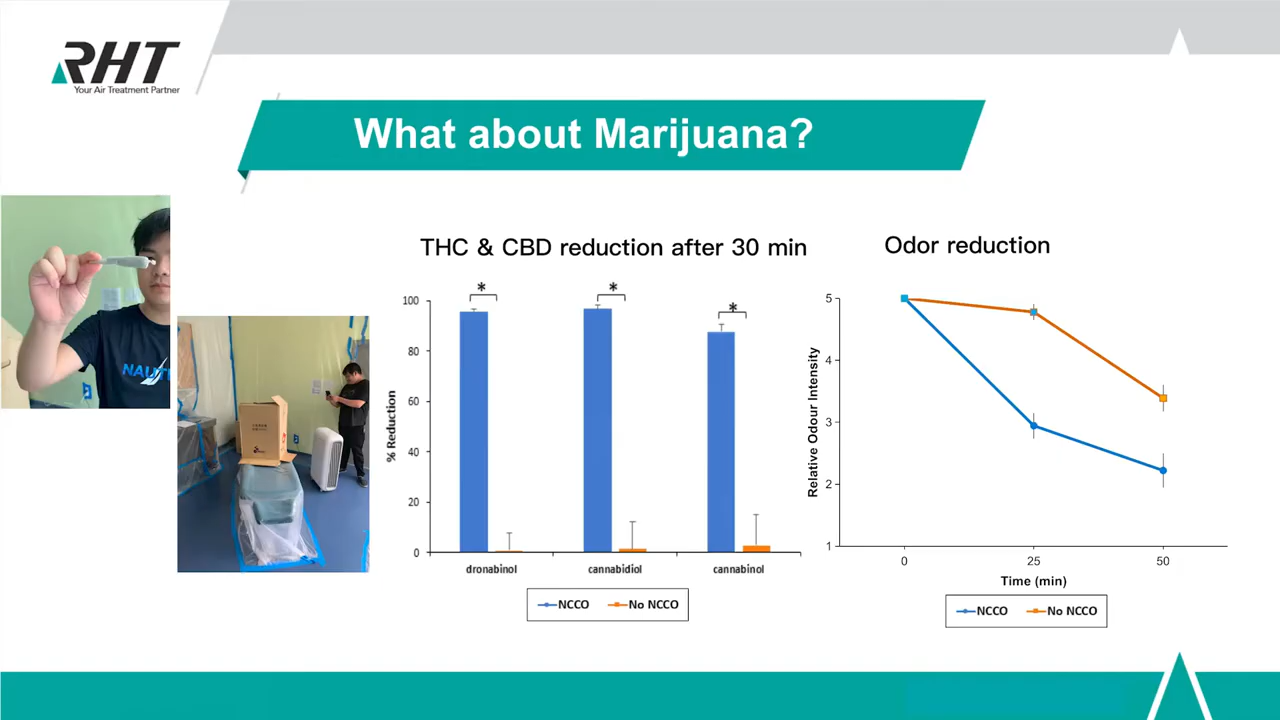 RHT
Your Air Treatment Partner
What about Marijuana?
NAUTI
THC & CBD reduction after 30 min
% Reduction
100
80
60
40
20
0
*
*
*
dronabinol
cannabidiol
cannabinol
NCCO
No NCCO
Odor reduction
Relative Odour Intensity
5
4
3
2
1
0
25
50
Time (min)
NCCO
No NCCO